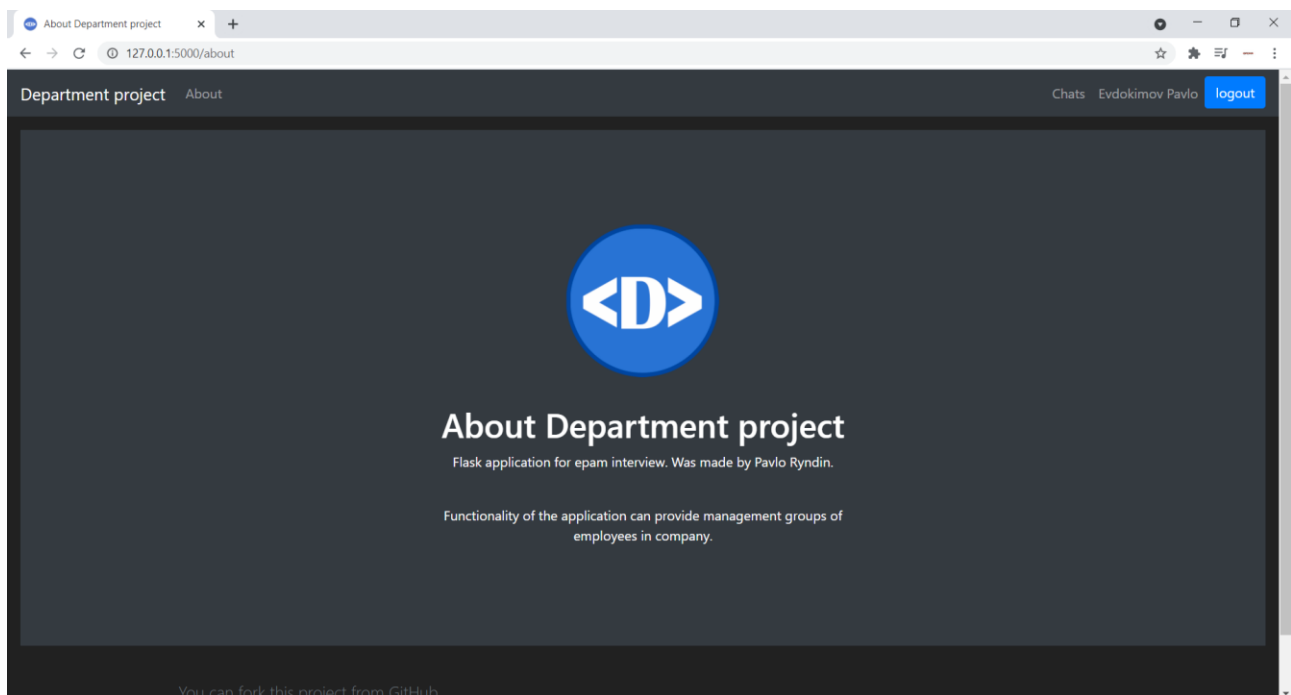 About Department project
127.0.0.1:5000/about
Department project About Chats Evdokimov Pavlo logout
<D>
About Department project
Flask application for epam interview. Was made by Pavlo Ryndin.
Functionality of the application can provide management groups of
employees in company.
You can fork this project from GitHub